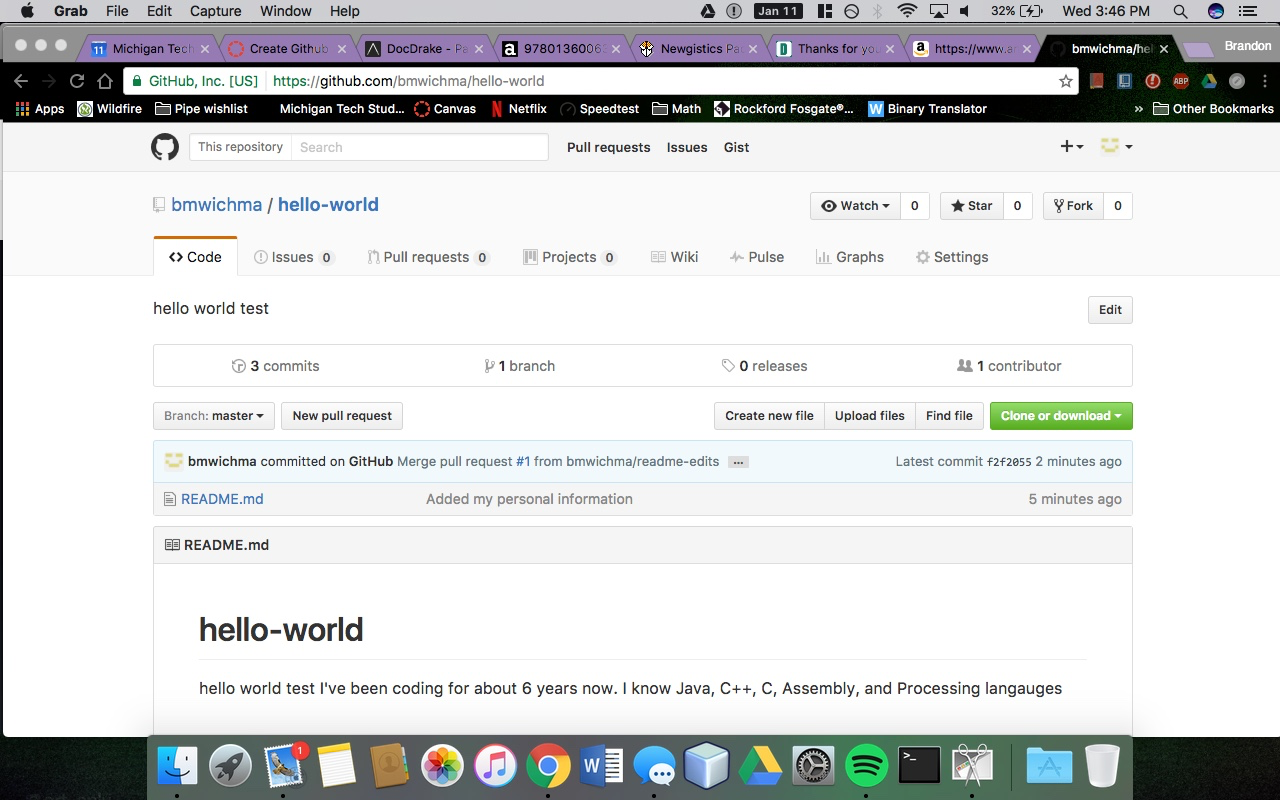 Grab File Edit Capture Window Help Jan 11 32% Wed 3:46 PM
11 Michigan Tech Create Github DocDrake - Pa 97801360063 Newgistics Pa Thanks for yo https://www.a bmwichma/hel Brandon
GitHub, Inc. [US] https://github.com/bmwichma/hello-world ABP
Apps Wildfire Pipe wishlist Michigan Tech Stud... Canvas Netflix Speedtest Math Rockford Fosgate®... Binary Translator » Other Bookmarks
This repository Search Pull requests Issues Gist
bmwichma / hello-world Watch 0 Star 0 Fork 0
Code Issues 0 Pull requests 0 Projects 0 Wiki Pulse Graphs Settings
hello world test Edit
3 commits 1 branch 0 releases 1 contributor
Branch: master New pull request Create new file Upload files Find file Clone or download
bmwichma committed on GitHub Merge pull request #1 from bmwichma/readme-edits ... Latest commit f2f2055 2 minutes ago
README.md Added my personal information 5 minutes ago
README.md
hello-world
hello world test I've been coding for about 6 years now. I know Java, C++, C, Assembly, and Processing langauges
1